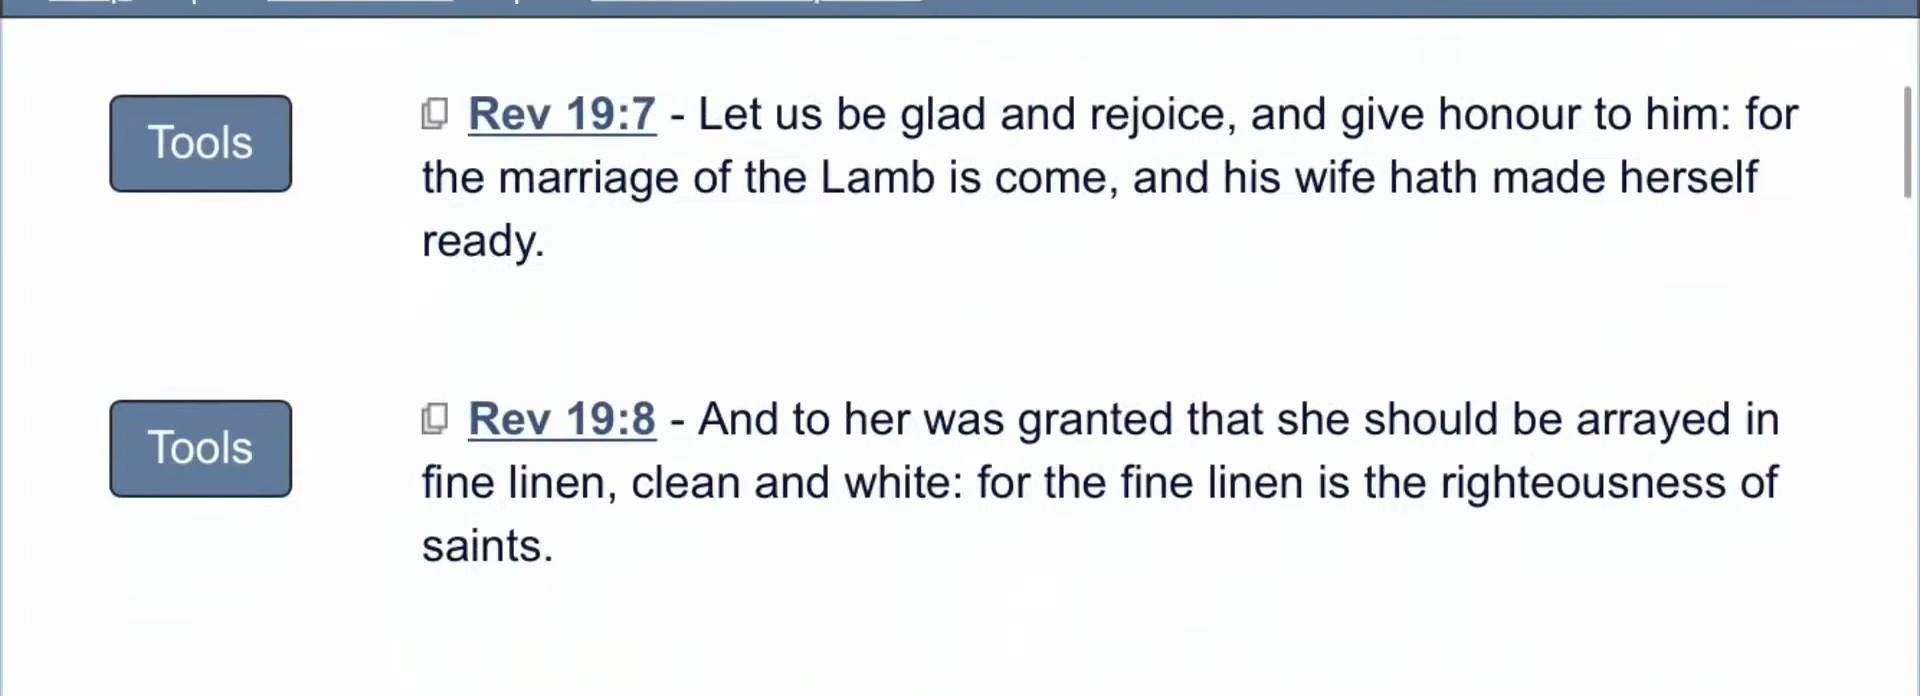 Tools
Rev 19:7 - Let us be glad and rejoice, and give honour to him: for
the marriage of the Lamb is come, and his wife hath made herself
ready.
Tools
Rev 19:8 - And to her was granted that she should be arrayed in
fine linen, clean and white: for the fine linen is the righteousness of
saints.